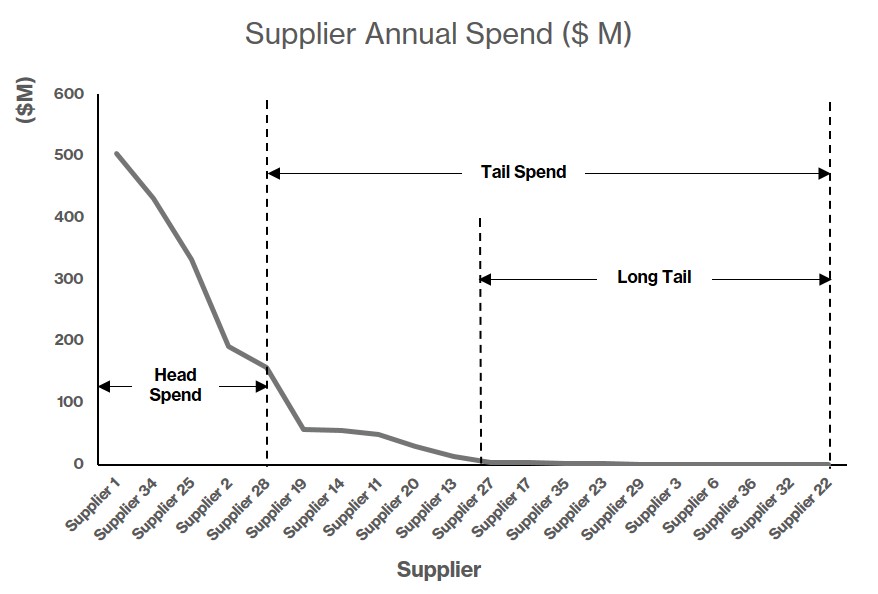 Supplier Annual Spend ($ M)
($M)
600
500
400
300
200
100
0
Tail Spend
Long Tail
Head
Spend
Supplier 1
Supplier 34
Supplier 25
Supplier 2
Supplier 28
Supplier 19
Supplier 14
Supplier 11
Supplier 20
Supplier 13
Supplier 27
Supplier 17
Supplier 35
Supplier 23
Supplier 29
Supplier 3
Supplier 6
Supplier 36
Supplier 32
Supplier 22
Supplier